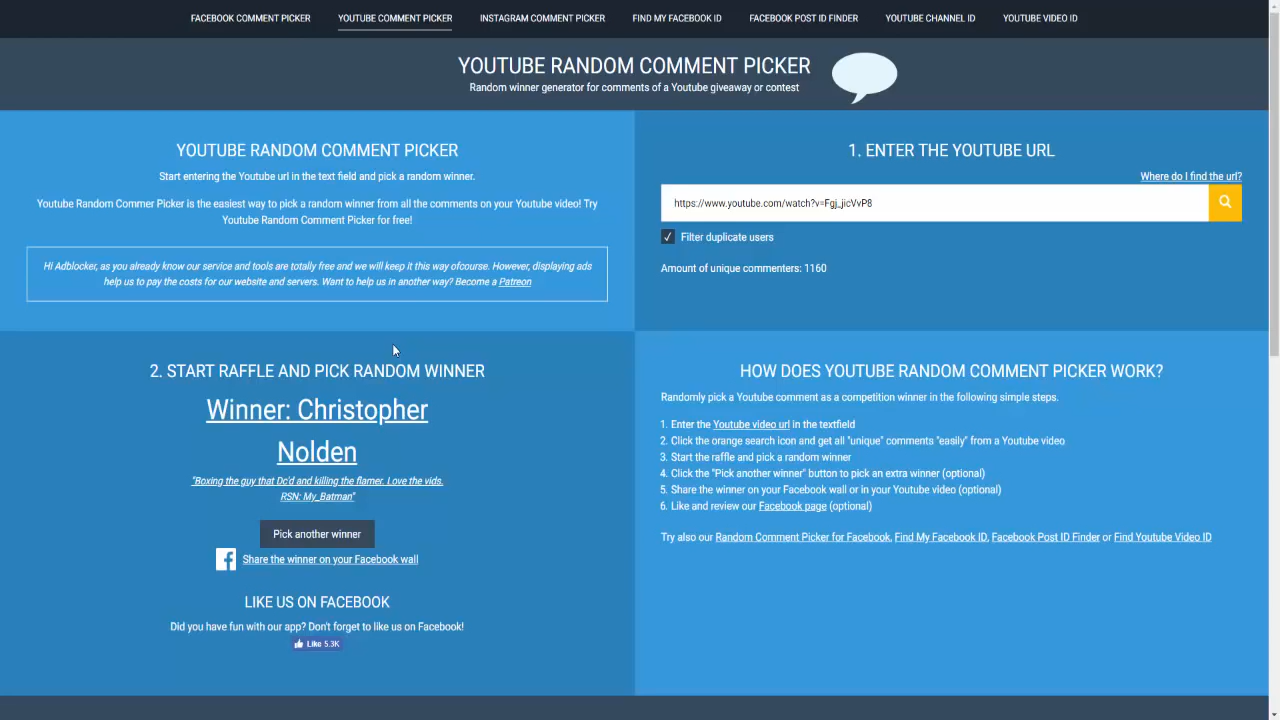 FACEBOOK COMMENT PICKER
YOUTUBE COMMENT PICKER
INSTAGRAM COMMENT PICKER
FIND MY FACEBOOK ID
FACEBOOK POST ID FINDER
YOUTUBE CHANNEL ID
YOUTUBE VIDEO ID
YOUTUBE RANDOM COMMENT PICKER
Random winner generator for comments of a Youtube giveaway or contest
YOUTUBE RANDOM COMMENT PICKER
Start entering the Youtube url in the text field and pick a random winner.
Youtube Random Commer Picker is the easiest way to pick a random winner from all the comments on your Youtube video! Try
Youtube Random Comment Picker for free!
Hi Adblocker, as you already know our service and tools are totally free and we will keep it this way ofcourse. However, displaying ads
help us to pay the costs for our website and servers. Want to help us in another way? Become a Patreon
1. ENTER THE YOUTUBE URL
Where do I find the url?
https://www.youtube.com/watch?v=Fgj_jicVvP8
Filter duplicate users
Amount of unique commenters: 1160
2. START RAFFLE AND PICK RANDOM WINNER
Winner: Christopher
Nolden
"Boxing the guy that Dc'd and killing the flamer. Love the vids.
RSN: My_Batman"
Pick another winner
Share the winner on your Facebook wall
LIKE US ON FACEBOOK
Did you have fun with our app? Don't forget to like us on Facebook!
Like 5.3K
HOW DOES YOUTUBE RANDOM COMMENT PICKER WORK?
Randomly pick a Youtube comment as a competition winner in the following simple steps.
1. Enter the Youtube video url in the textfield
2. Click the orange search icon and get all "unique" comments "easily" from a Youtube video
3. Start the raffle and pick a random winner
4. Click the "Pick another winner" button to pick an extra winner (optional)
5. Share the winner on your Facebook wall or in your Youtube video (optional)
6. Like and review our Facebook page (optional)
Try also our Random Comment Picker for Facebook, Find My Facebook ID, Facebook Post ID Finder or Find Youtube Video ID